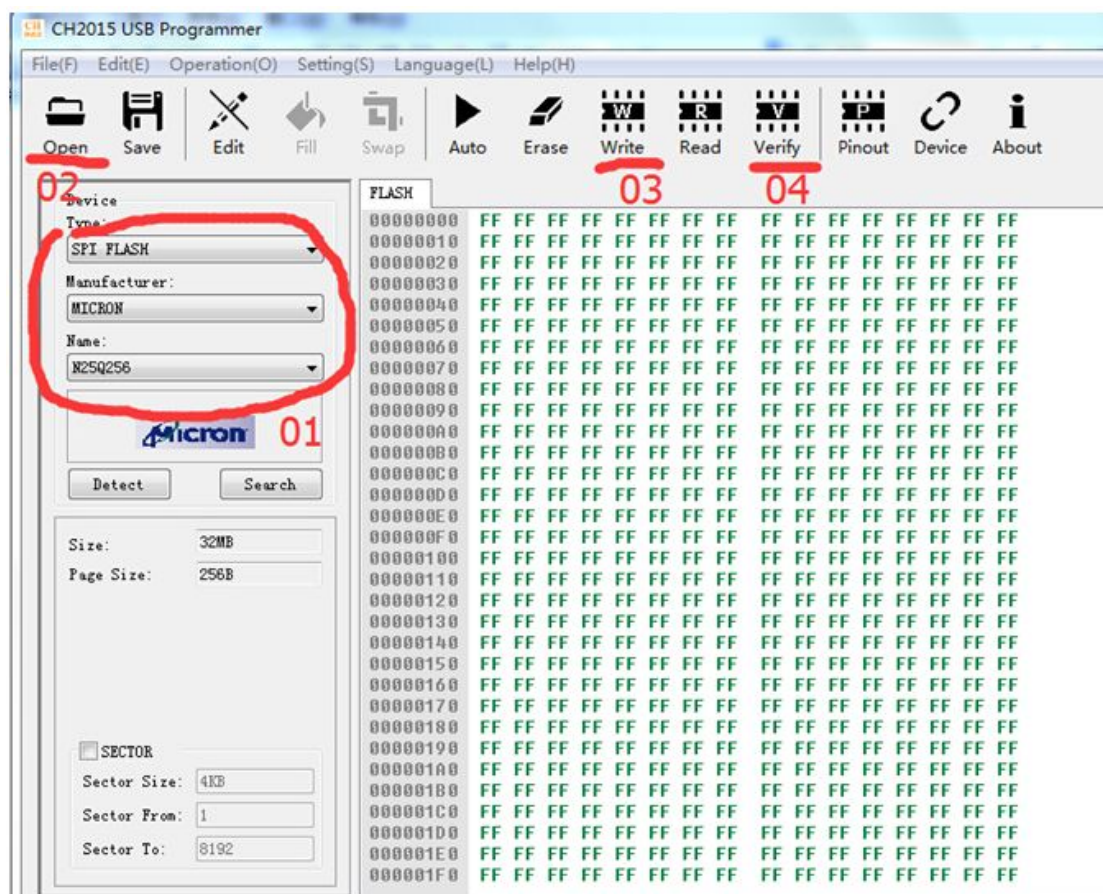 CH2015 USB Programmer
File(F) Edit(E) Operation(O) Setting(S) Language(L) Help(H)
Open Save Edit Fill Swap Auto Erase Write Read Verify Pinout Device About
02 03 04
Device
Type:
SPI FLASH
Manufacturer:
MICRON
Name:
N25Q256
Micron
01
Detect Search
Size: 32MB
Page Size: 256B
SECTOR
Sector Size: 4KB
Sector From: 1
Sector To: 8192
FLASH
00000000 FF FF FF FF FF FF FF FF FF FF FF FF FF FF FF FF
00000010 FF FF FF FF FF FF FF FF FF FF FF FF FF FF FF FF
00000020 FF FF FF FF FF FF FF FF FF FF FF FF FF FF FF FF
00000030 FF FF FF FF FF FF FF FF FF FF FF FF FF FF FF FF
00000040 FF FF FF FF FF FF FF FF FF FF FF FF FF FF FF FF
00000050 FF FF FF FF FF FF FF FF FF FF FF FF FF FF FF FF
00000060 FF FF FF FF FF FF FF FF FF FF FF FF FF FF FF FF
00000070 FF FF FF FF FF FF FF FF FF FF FF FF FF FF FF FF
00000080 FF FF FF FF FF FF FF FF FF FF FF FF FF FF FF FF
00000090 FF FF FF FF FF FF FF FF FF FF FF FF FF FF FF FF
000000A0 FF FF FF FF FF FF FF FF FF FF FF FF FF FF FF FF
000000B0 FF FF FF FF FF FF FF FF FF FF FF FF FF FF FF FF
000000C0 FF FF FF FF FF FF FF FF FF FF FF FF FF FF FF FF
000000D0 FF FF FF FF FF FF FF FF FF FF FF FF FF FF FF FF
000000E0 FF FF FF FF FF FF FF FF FF FF FF FF FF FF FF FF
000000F0 FF FF FF FF FF FF FF FF FF FF FF FF FF FF FF FF
00000100 FF FF FF FF FF FF FF FF FF FF FF FF FF FF FF FF
00000110 FF FF FF FF FF FF FF FF FF FF FF FF FF FF FF FF
00000120 FF FF FF FF FF FF FF FF FF FF FF FF FF FF FF FF
00000130 FF FF FF FF FF FF FF FF FF FF FF FF FF FF FF FF
00000140 FF FF FF FF FF FF FF FF FF FF FF FF FF FF FF FF
00000150 FF FF FF FF FF FF FF FF FF FF FF FF FF FF FF FF
00000160 FF FF FF FF FF FF FF FF FF FF FF FF FF FF FF FF
00000170 FF FF FF FF FF FF FF FF FF FF FF FF FF FF FF FF
00000180 FF FF FF FF FF FF FF FF FF FF FF FF FF FF FF FF
00000190 FF FF FF FF FF FF FF FF FF FF FF FF FF FF FF FF
000001A0 FF FF FF FF FF FF FF FF FF FF FF FF FF FF FF FF
000001B0 FF FF FF FF FF FF FF FF FF FF FF FF FF FF FF FF
000001C0 FF FF FF FF FF FF FF FF FF FF FF FF FF FF FF FF
000001D0 FF FF FF FF FF FF FF FF FF FF FF FF FF FF FF FF
000001E0 FF FF FF FF FF FF FF FF FF FF FF FF FF FF FF FF
000001F0 FF FF FF FF FF FF FF FF FF FF FF FF FF FF FF FF